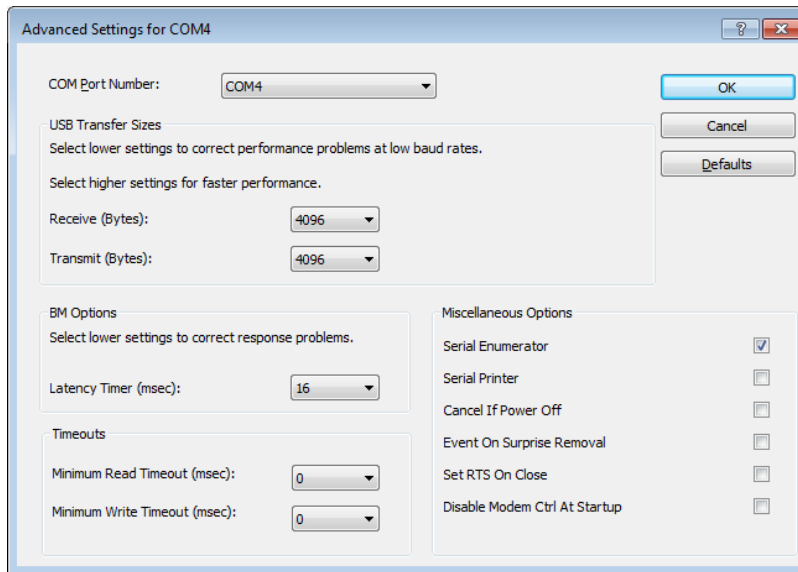 Advanced Settings for COM4
?
COM Port Number: COM4
OK
USB Transfer Sizes
Cancel
Select lower settings to correct performance problems at low baud rates.
Defaults
Select higher settings for faster performance.
Receive (Bytes): 4096
Transmit (Bytes): 4096
BM Options
Select lower settings to correct response problems.
Latency Timer (msec): 16
Timeouts
Minimum Read Timeout (msec): 0
Minimum Write Timeout (msec): 0
Miscellaneous Options
Serial Enumerator
Serial Printer
Cancel If Power Off
Event On Surprise Removal
Set RTS On Close
Disable Modem Ctrl At Startup